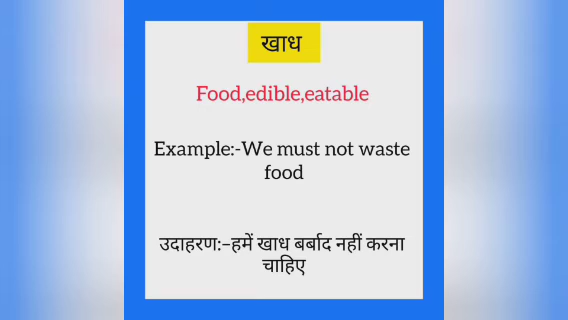 खाध
Food,edible,eatable
Example:-We must not waste
food
उदाहरण:–हमें खाध बर्बाद नहीं करना
चाहिए